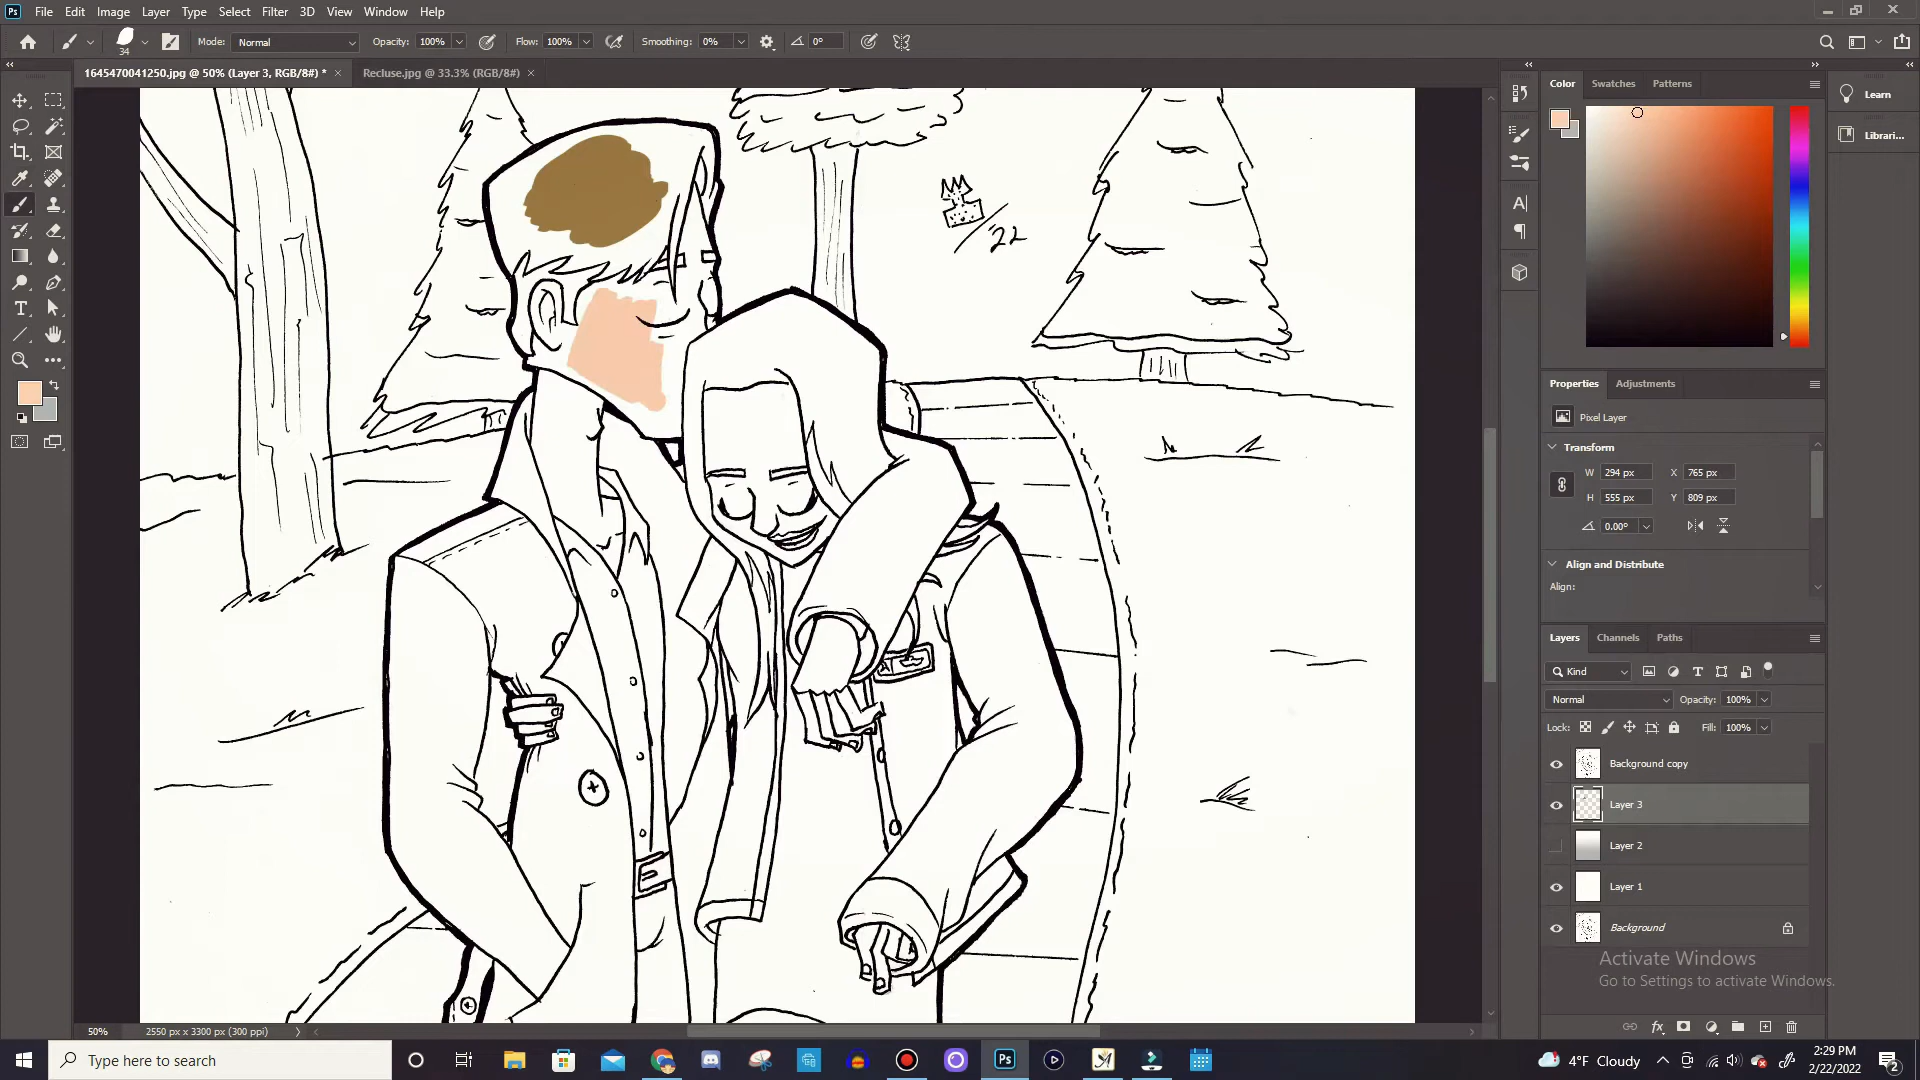 Ps File Edit Image Layer Type Select Filter 3D View Window Help
34 Mode: Normal Opacity: 100% Flow: 100% Smoothing: 0% 0°
1645470041250.jpg @ 50% (Layer 3, RGB/8#) * Recluse.jpg @ 33.3% (RGB/8#)
Color Swatches Patterns
Learn
Librari...
'22
Properties Adjustments
Pixel Layer
Transform
W 294 px X 765 px
H 555 px Y 809 px
0.00°
Align and Distribute
Align:
Layers Channels Paths
Kind
Normal Opacity: 100%
Lock: Fill: 100%
Background copy
Layer 3
Layer 2
Layer 1
Background
Activate Windows
Go to Settings to activate Windows.
50% 2550 px x 3300 px (300 ppi)
Type here to search
Ps
4°F Cloudy
2:29 PM
2/22/2022
2